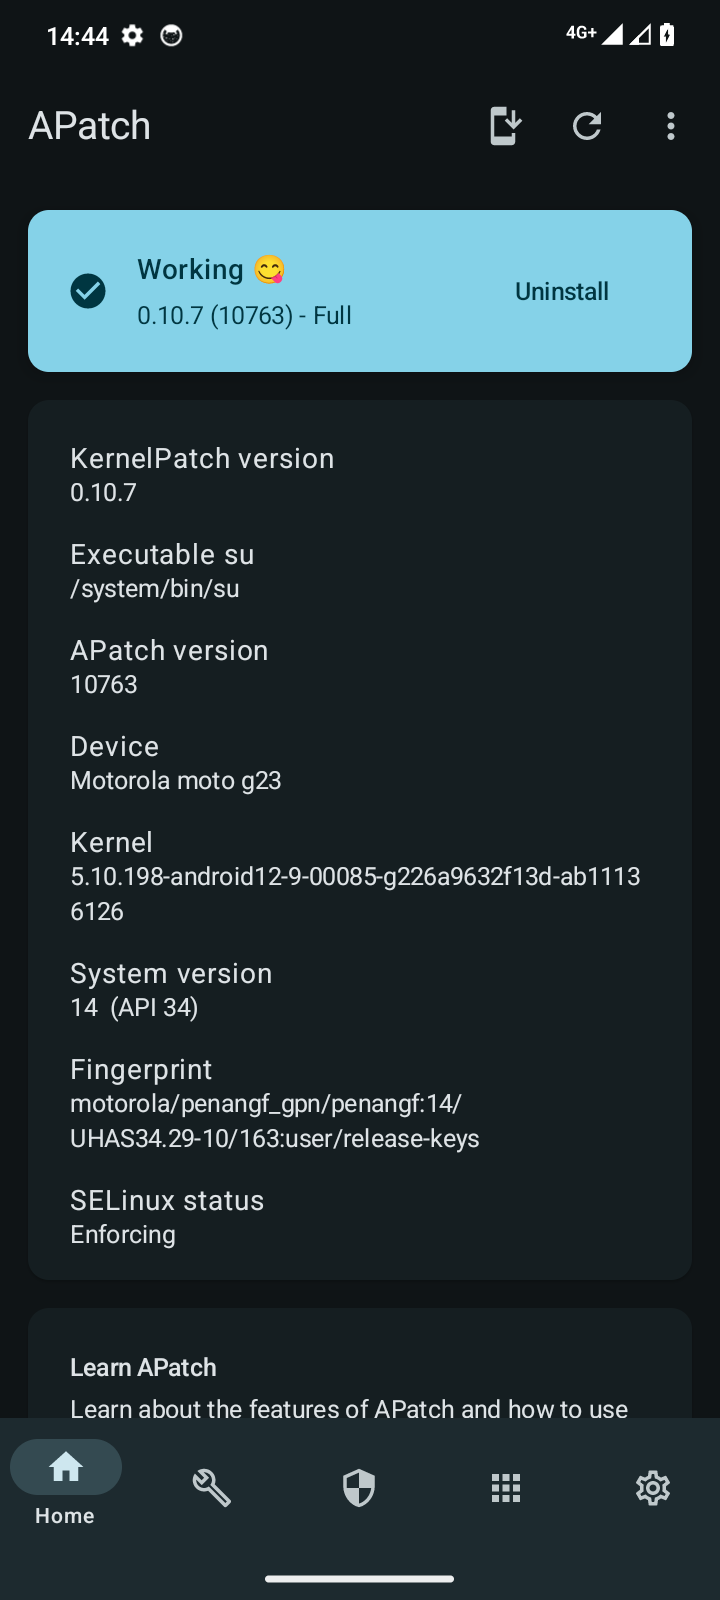 14:44
4G+
APatch
Working 😋
0.10.7 (10763) - Full
Uninstall
KernelPatch version
0.10.7
Executable su
/system/bin/su
APatch version
10763
Device
Motorola moto g23
Kernel
5.10.198-android12-9-00085-g226a9632f13d-ab1113
6126
System version
14  (API 34)
Fingerprint
motorola/penangf_gpn/penangf:14/
UHAS34.29-10/163:user/release-keys
SELinux status
Enforcing
Learn APatch
Learn about the features of APatch and how to use
Home